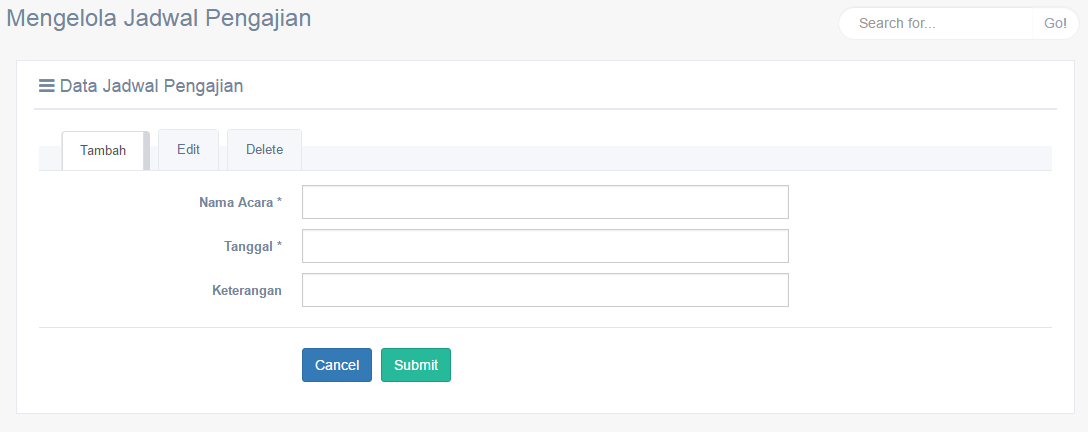 Mengelola Jadwal Pengajian
Search for... Go!
Data Jadwal Pengajian
Tambah Edit Delete
Nama Acara *
Tanggal *
Keterangan
Cancel Submit